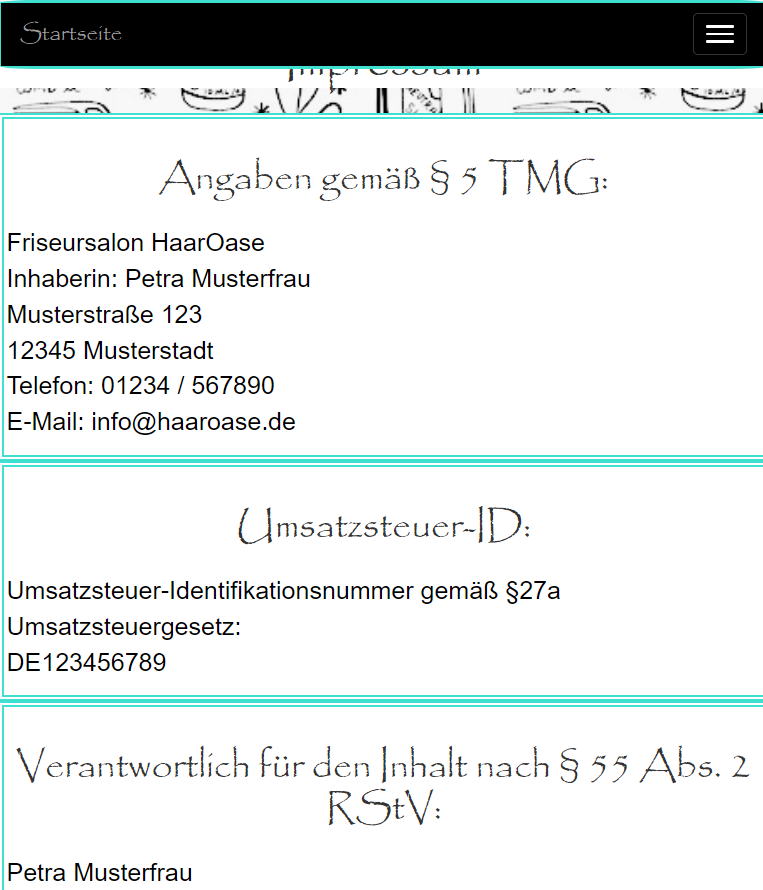 Startseite
Impressum
Angaben gemäß § 5 TMG:
Friseursalon HaarOase
Inhaberin: Petra Musterfrau
Musterstraße 123
12345 Musterstadt
Telefon: 01234 / 567890
E-Mail: info@haaroase.de
Umsatzsteuer-ID:
Umsatzsteuer-Identifikationsnummer gemäß §27a
Umsatzsteuergesetz:
DE123456789
Verantwortlich für den Inhalt nach § 55 Abs. 2
RStV:
Petra Musterfrau